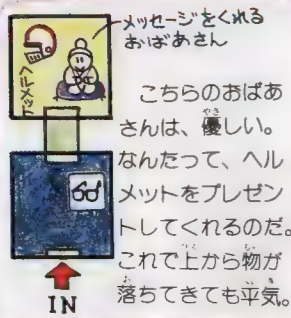 メッセージをくれる
おばあさん
ヘルメット
こちらのおばあ
さんは、優しい。
なんたって、ヘル
メットをプレゼン
トしてくれるのだ。
これで上から物が
落ちてきても平気。
IN